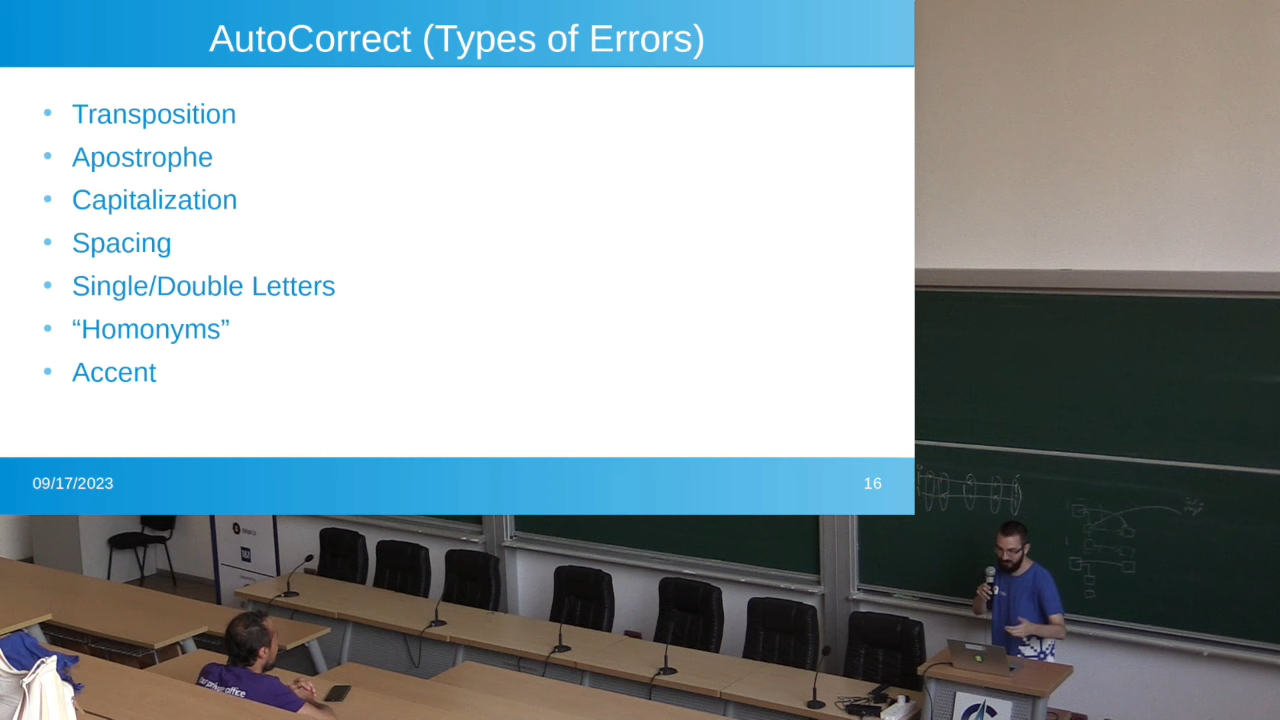 AutoCorrect (Types of Errors)
• Transposition
• Apostrophe
• Capitalization
• Spacing
• Single/Double Letters
• “Homonyms”
• Accent
09/17/2023
16